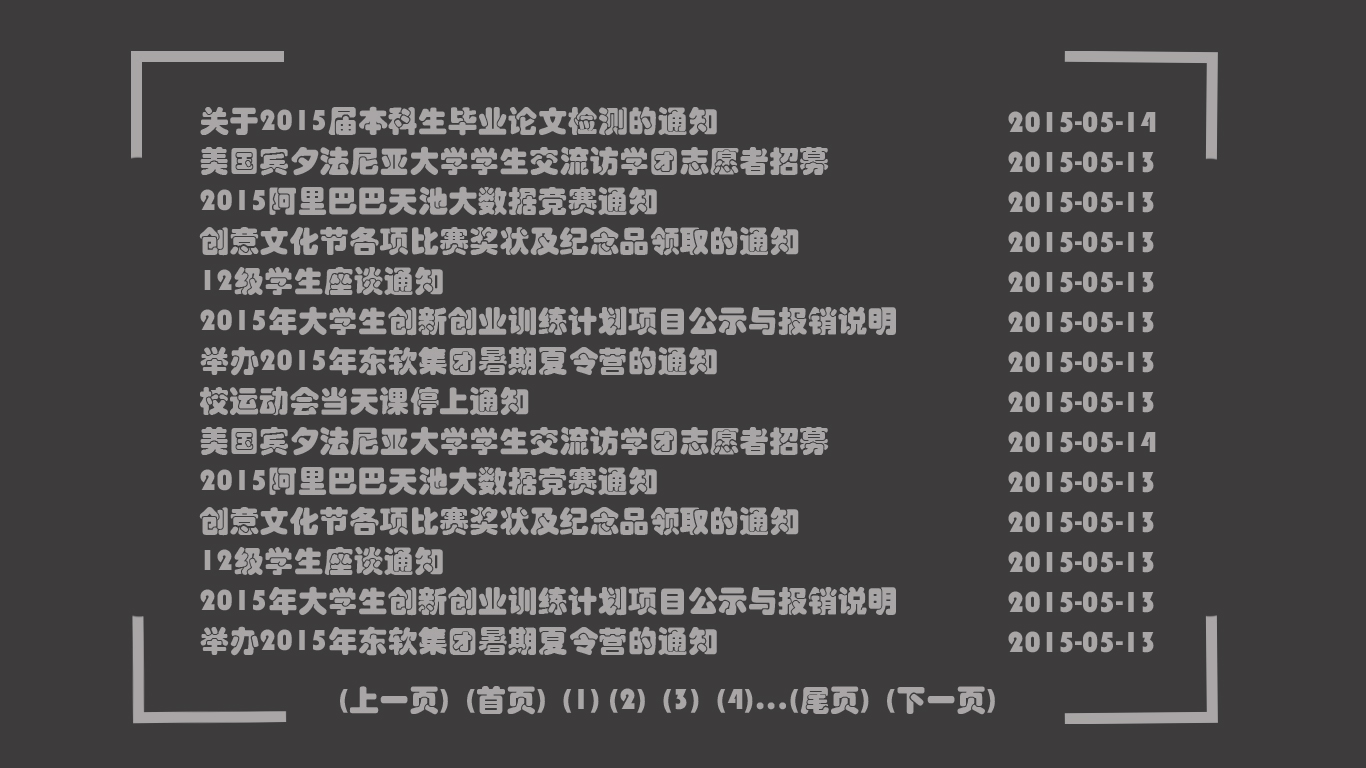 关于2015届本科生毕业论文检测的通知 2015-05-14
美国宾夕法尼亚大学学生交流访学团志愿者招募 2015-05-13
2015阿里巴巴天池大数据竞赛通知 2015-05-13
创意文化节各项比赛奖状及纪念品领取的通知 2015-05-13
12级学生座谈通知 2015-05-13
2015年大学生创新创业训练计划项目公示与报销说明 2015-05-13
举办2015年东软集团暑期夏令营的通知 2015-05-13
校运动会当天课停上通知 2015-05-13
美国宾夕法尼亚大学学生交流访学团志愿者招募 2015-05-14
2015阿里巴巴天池大数据竞赛通知 2015-05-13
创意文化节各项比赛奖状及纪念品领取的通知 2015-05-13
12级学生座谈通知 2015-05-13
2015年大学生创新创业训练计划项目公示与报销说明 2015-05-13
举办2015年东软集团暑期夏令营的通知 2015-05-13
(上一页) (首页) (1) (2) (3) (4)...(尾页) (下一页)